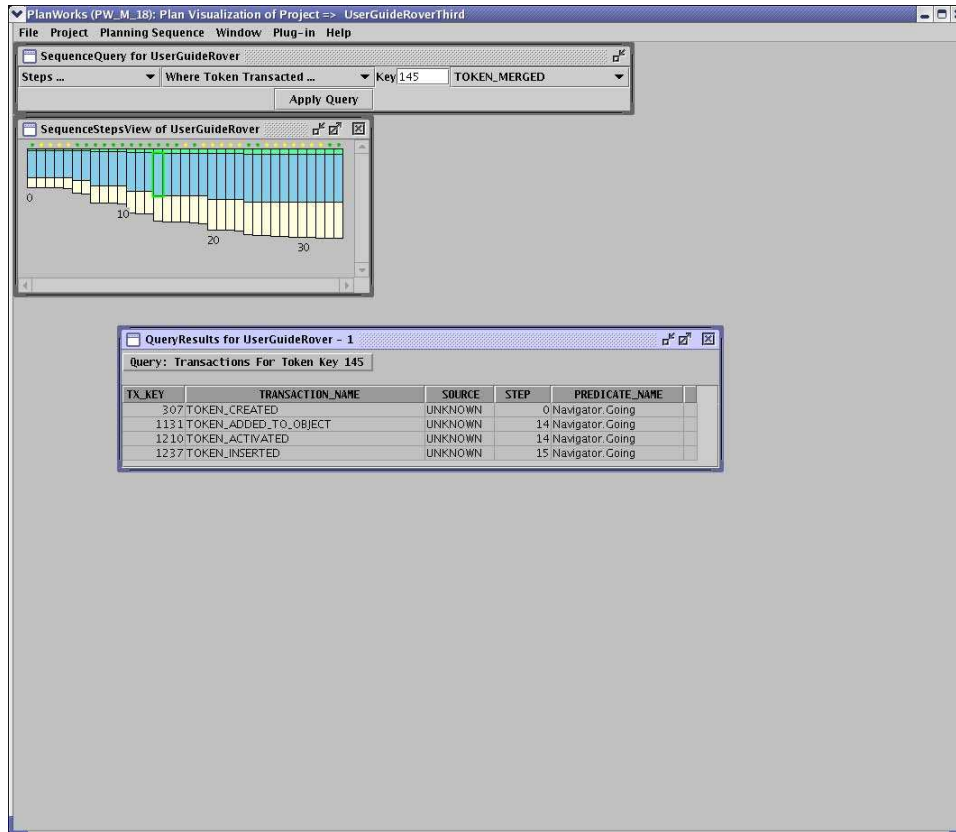 PlanWorks (PW_M_18): Plan Visualization of Project => UserGuideRoverThird
File Project Planning Sequence Window Plug-in Help
SequenceQuery for UserGuideRover
Steps ... Where Token Transacted ... Key 145 TOKEN_MERGED
Apply Query
SequenceStepsView of UserGuideRover
0
10
20
30
QueryResults for UserGuideRover - 1
Query: Transactions For Token Key 145
TX_KEY TRANSACTION_NAME SOURCE STEP PREDICATE_NAME
307 TOKEN_CREATED UNKNOWN 0 Navigator.Going
1131 TOKEN_ADDED_TO_OBJECT UNKNOWN 14 Navigator.Going
1210 TOKEN_ACTIVATED UNKNOWN 14 Navigator.Going
1237 TOKEN_INSERTED UNKNOWN 15 Navigator.Going